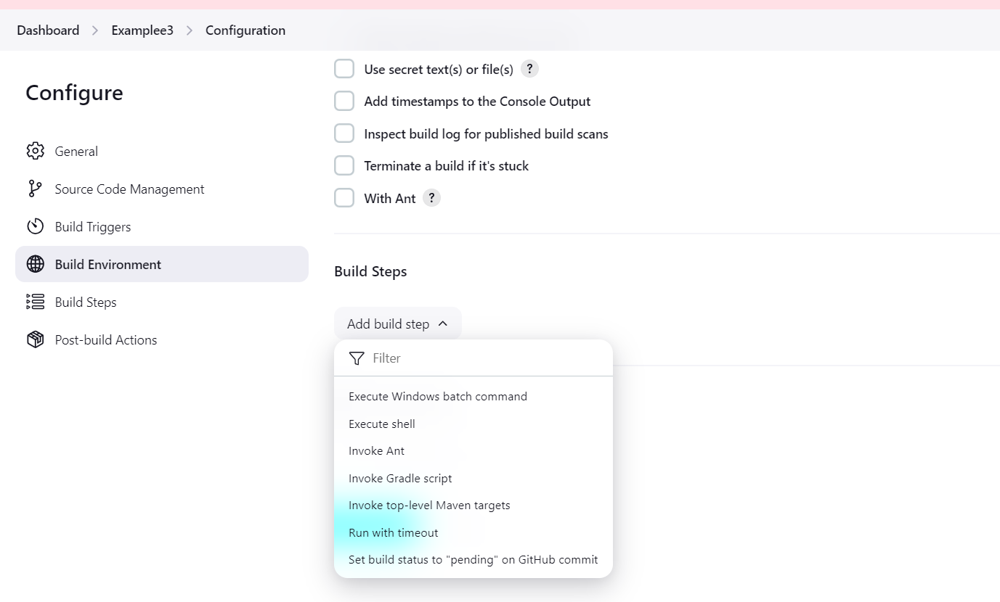 Dashboard > Examplee3 > Configuration
Configure
General
Source Code Management
Build Triggers
Build Environment
Build Steps
Post-build Actions
Use secret text(s) or file(s) ?
Add timestamps to the Console Output
Inspect build log for published build scans
Terminate a build if it's stuck
With Ant ?
Build Steps
Add build step
Filter
Execute Windows batch command
Execute shell
Invoke Ant
Invoke Gradle script
Invoke top-level Maven targets
Run with timeout
Set build status to "pending" on GitHub commit